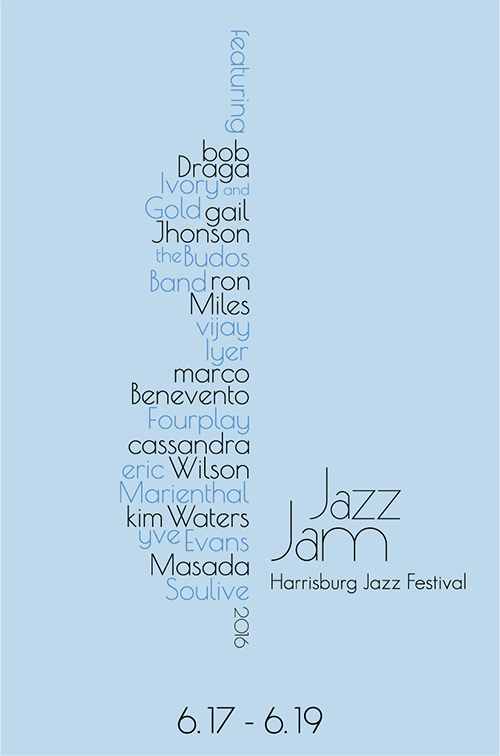 featuring
bob
Draga
Ivory and
Gold gail
Jhonson
the Budos
Band ron
Miles
vijay
Iyer
marco
Benevento
Fourplay
cassandra
eric Wilson
Marienthal
kim Waters
yve Evans
Masada
Soulive
2016
Jazz
Jam
Harrisburg Jazz Festival
6.17 - 6.19